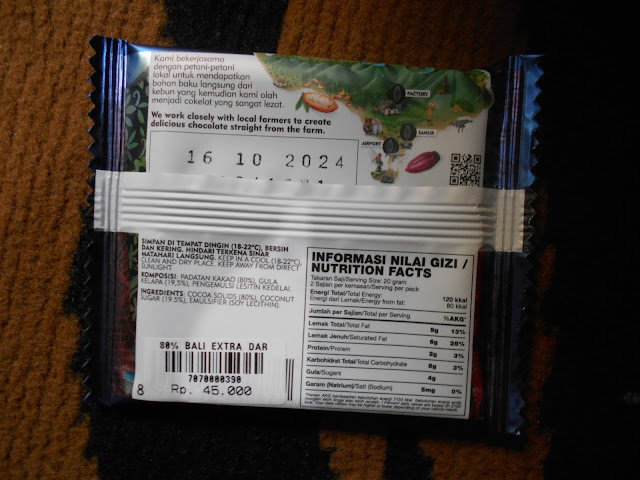 Kami bekerjasama
dengan petani-petani
lokal untuk mendapatkan
bahan baku langsung dari
kebun yang kemudian kami olah
menjadi cokelat yang sangat lezat.
We work closely with local farmers to create
delicious chocolate straight from the farm.
FACTORY
SANUR
AIRPORT
16 10 2024
SIMPAN DI TEMPAT DINGIN (18-22°C), BERSIH
DAN KERING. HINDARI TERKENA SINAR
MATAHARI LANGSUNG. KEEP IN A COOL (18-22°C),
CLEAN AND DRY PLACE. KEEP AWAY FROM DIRECT
SUNLIGHT.
KOMPOSISI: PADATAN KAKAO (80%), GULA
KELAPA (19.5%), PENGEMULSI LESITIN KEDELAI.
INGREDIENTS: COCOA SOLIDS (80%), COCONUT
SUGAR (19.5%), EMULSIFIER (SOY LECITHIN).
80% BALI EXTRA DAR
7070000390
8 Rp. 45.000
INFORMASI NILAI GIZI /
NUTRITION FACTS
Takaran Saji/Serving Size: 20 gram
2 Sajian per kemasan/Serving per pack
Energi Total/Total Energy: 120 kkal
Energi dari Lemak/Energy from fat: 80 kkal
Jumlah per Sajian/Total per Serving %AKG*
Lemak Total/Total Fat 9g 13%
Lemak Jenuh/Saturated Fat 6g 28%
Protein/Protein 2g 3%
Karbohidrat Total/Total Carbohydrate 8g 3%
Gula/Sugars 4g
Garam (Natrium)/Salt (Sodium) 5mg 0%